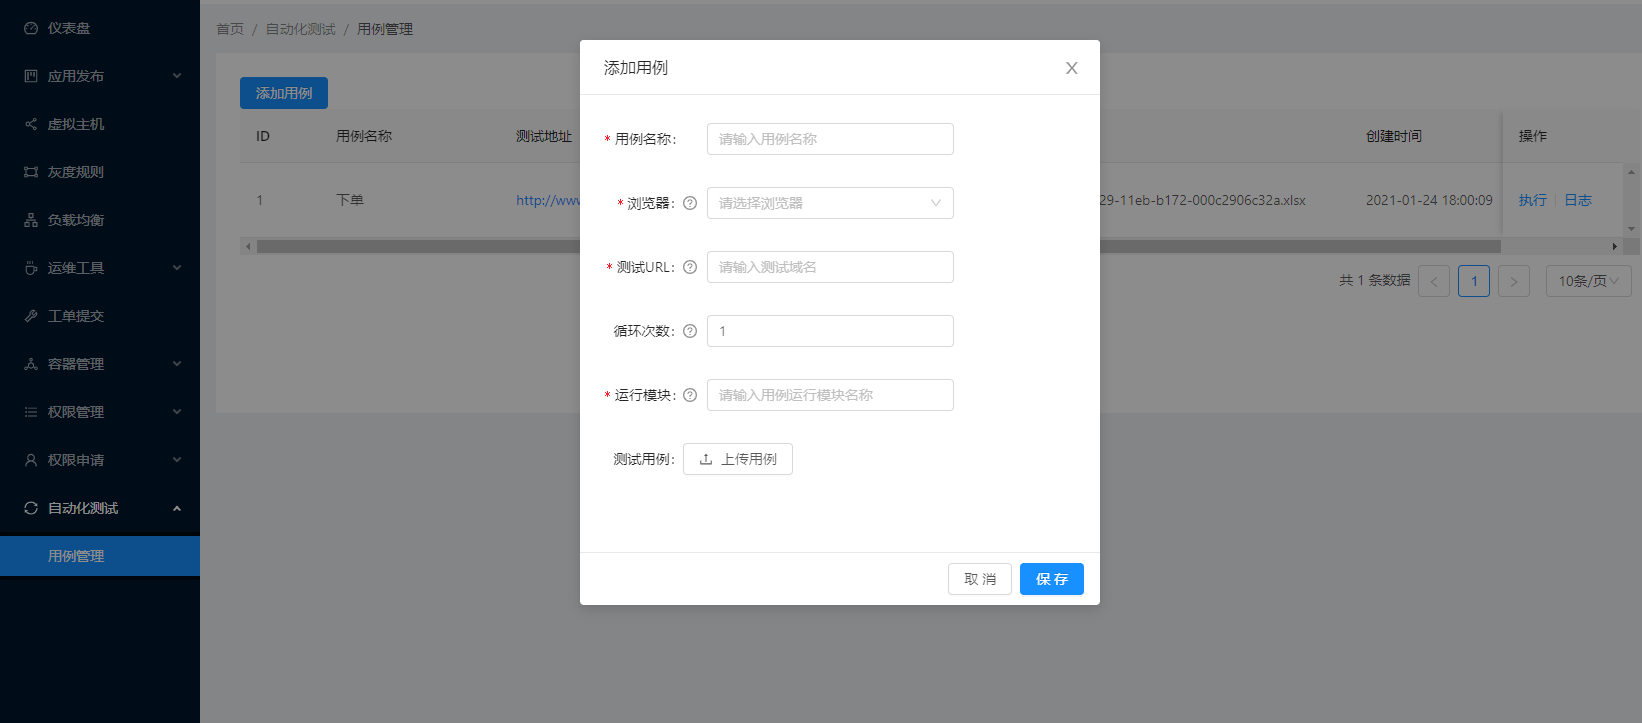 仪表盘
应用发布
虚拟主机
灰度规则
负载均衡
运维工具
工单提交
容器管理
权限管理
权限申请
自动化测试
用例管理
首页 / 自动化测试 / 用例管理
添加用例
ID 用例名称 测试地址 创建时间 操作
1 下单 http://www 29-11eb-b172-000c2906c32a.xlsx 2021-01-24 18:00:09 执行 日志
共 1 条数据 < 1 > 10条/页
添加用例 X
* 用例名称: 请输入用例名称
* 浏览器: 请选择浏览器
* 测试URL: 请输入测试域名
循环次数: 1
* 运行模块: 请输入用例运行模块名称
测试用例: 上传用例
取 消 保 存